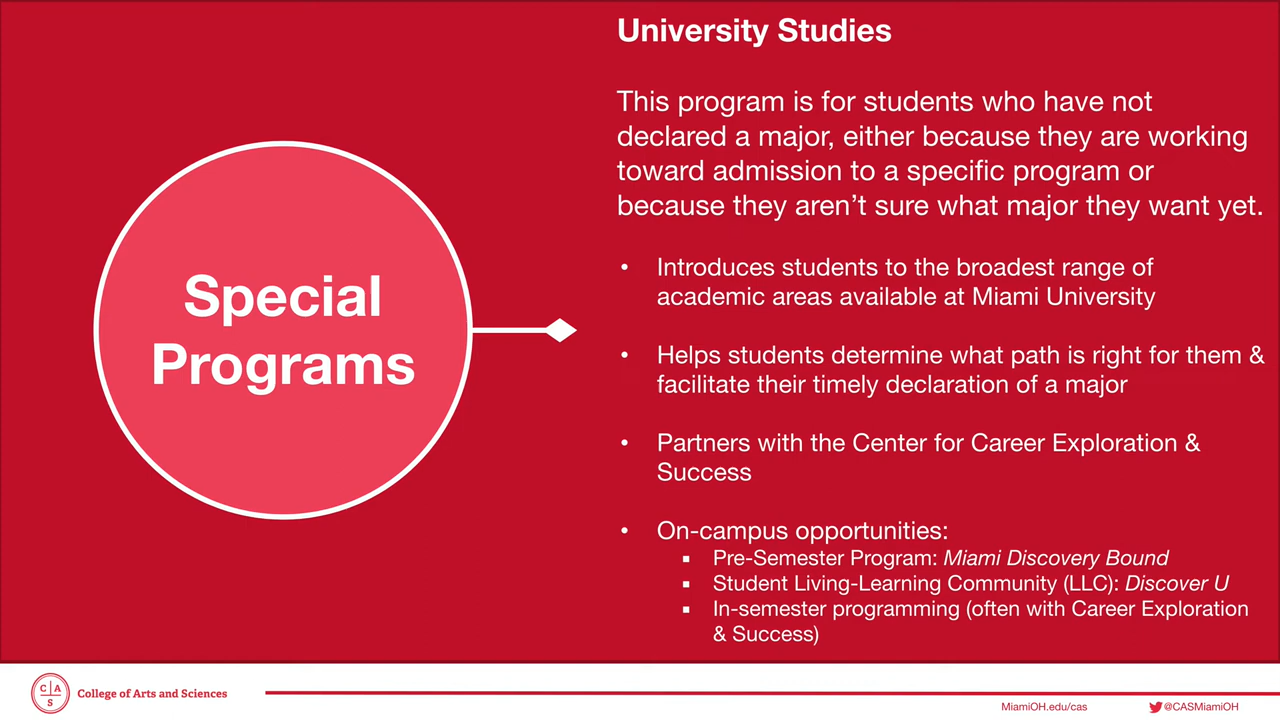 Special
Programs
University Studies
This program is for students who have not
declared a major, either because they are working
toward admission to a specific program or
because they aren’t sure what major they want yet.
• Introduces students to the broadest range of
academic areas available at Miami University
• Helps students determine what path is right for them &
facilitate their timely declaration of a major
• Partners with the Center for Career Exploration &
Success
• On-campus opportunities:
▪ Pre-Semester Program: Miami Discovery Bound
▪ Student Living-Learning Community (LLC): Discover U
▪ In-semester programming (often with Career Exploration
& Success)
C A
S
College of Arts and Sciences
MiamiOH.edu/cas
@CASMiamiOH